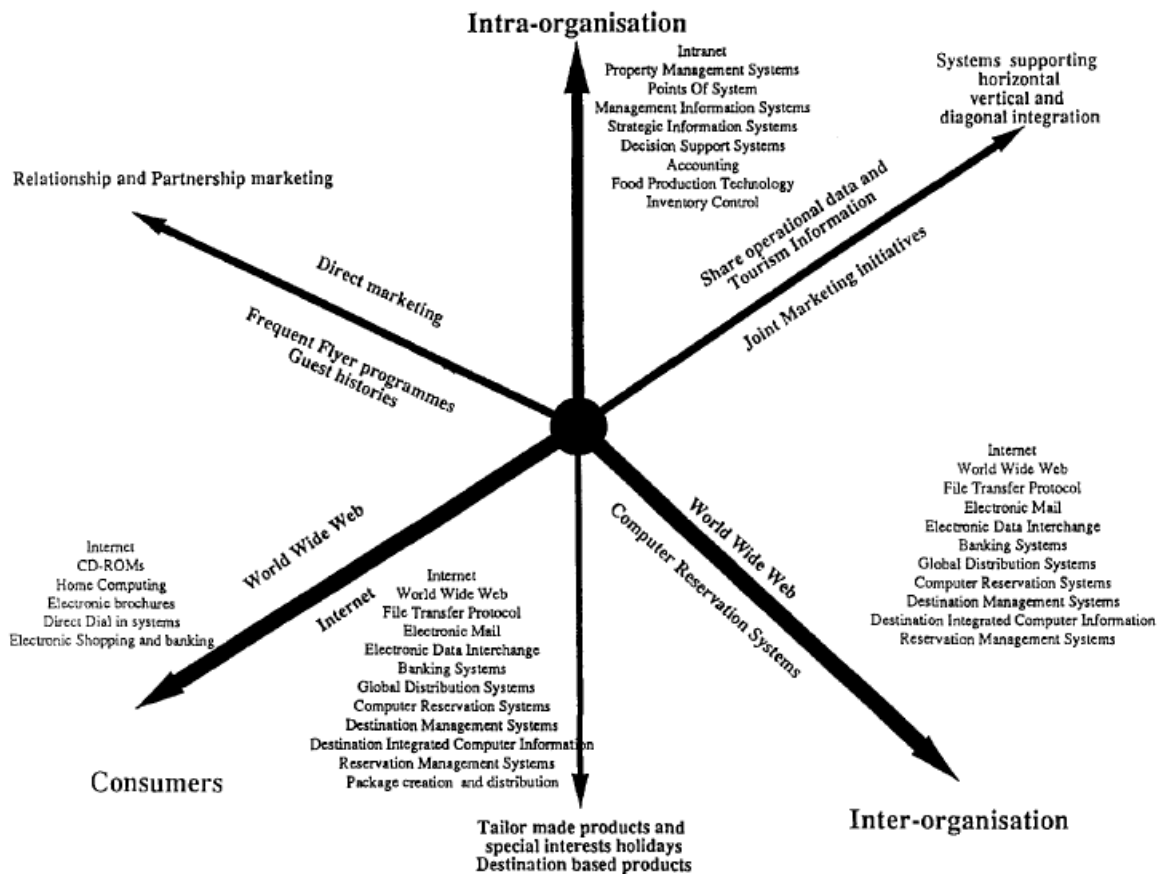 Intra-organisation
Intranet
Property Management Systems
Points Of System
Management Information Systems
Strategic Information Systems
Decision Support Systems
Accounting
Food Production Technology
Inventory Control
Systems supporting
horizontal
vertical and
diagonal integration
Relationship and Partnership marketing
Direct marketing
Frequent Flyer programmes
Guest histories
Share operational data and
Tourism Information
Joint Marketing initiatives
World Wide Web
Internet
Internet
CD-ROMs
Home Computing
Electronic brochures
Direct Dial in systems
Electronic Shopping and banking
Consumers
Internet
World Wide Web
File Transfer Protocol
Electronic Mail
Electronic Data Interchange
Banking Systems
Global Distribution Systems
Computer Reservation Systems
Destination Management Systems
Destination Integrated Computer Information
Reservation Management Systems
Package creation and distribution
Tailor made products and
special interests holidays
Destination based products
World Wide Web
Computer Reservation Systems
Internet
World Wide Web
File Transfer Protocol
Electronic Mail
Electronic Data Interchange
Banking Systems
Global Distribution Systems
Computer Reservation Systems
Destination Management Systems
Destination Integrated Computer Information
Reservation Management Systems
Inter-organisation